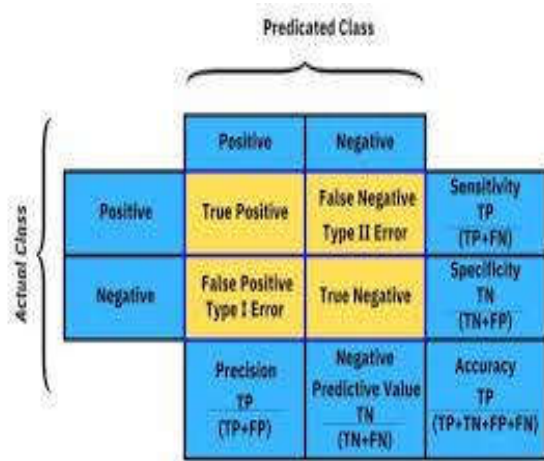 Predicated Class
Positive
Negative
Actual Class
Positive
True Positive
False Negative
Type II Error
Sensitivity
TP
(TP+FN)
Negative
False Positive
Type I Error
True Negative
Specificity
TN
(TN+FP)
Precision
TP
(TP+FP)
Negative
Predictive Value
TN
(TN+FN)
Accuracy
TP
(TP+TN+FP+FN)